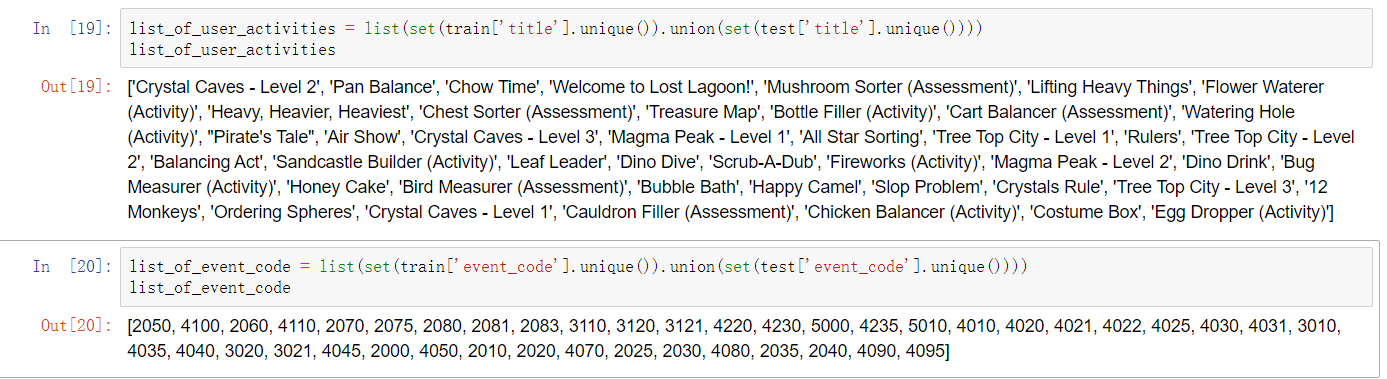 In [19]: list_of_user_activities = list(set(train['title'].unique()).union(set(test['title'].unique())))
list_of_user_activities
Out[19]: ['Crystal Caves - Level 2', 'Pan Balance', 'Chow Time', 'Welcome to Lost Lagoon!', 'Mushroom Sorter (Assessment)', 'Lifting Heavy Things', 'Flower Waterer
(Activity)', 'Heavy, Heavier, Heaviest', 'Chest Sorter (Assessment)', 'Treasure Map', 'Bottle Filler (Activity)', 'Cart Balancer (Assessment)', 'Watering Hole
(Activity)', "Pirate's Tale", 'Air Show', 'Crystal Caves - Level 3', 'Magma Peak - Level 1', 'All Star Sorting', 'Tree Top City - Level 1', 'Rulers', 'Tree Top City - Level
2', 'Balancing Act', 'Sandcastle Builder (Activity)', 'Leaf Leader', 'Dino Dive', 'Scrub-A-Dub', 'Fireworks (Activity)', 'Magma Peak - Level 2', 'Dino Drink', 'Bug
Measurer (Activity)', 'Honey Cake', 'Bird Measurer (Assessment)', 'Bubble Bath', 'Happy Camel', 'Slop Problem', 'Crystals Rule', 'Tree Top City - Level 3', '12
Monkeys', 'Ordering Spheres', 'Crystal Caves - Level 1', 'Cauldron Filler (Assessment)', 'Chicken Balancer (Activity)', 'Costume Box', 'Egg Dropper (Activity)']
In [20]: list_of_event_code = list(set(train['event_code'].unique()).union(set(test['event_code'].unique())))
list_of_event_code
Out[20]: [2050, 4100, 2060, 4110, 2070, 2075, 2080, 2081, 2083, 3110, 3120, 3121, 4220, 4230, 5000, 4235, 5010, 4010, 4020, 4021, 4022, 4025, 4030, 4031, 3010,
4035, 4040, 3020, 3021, 4045, 2000, 4050, 2010, 2020, 4070, 2025, 2030, 4080, 2035, 2040, 4090, 4095]